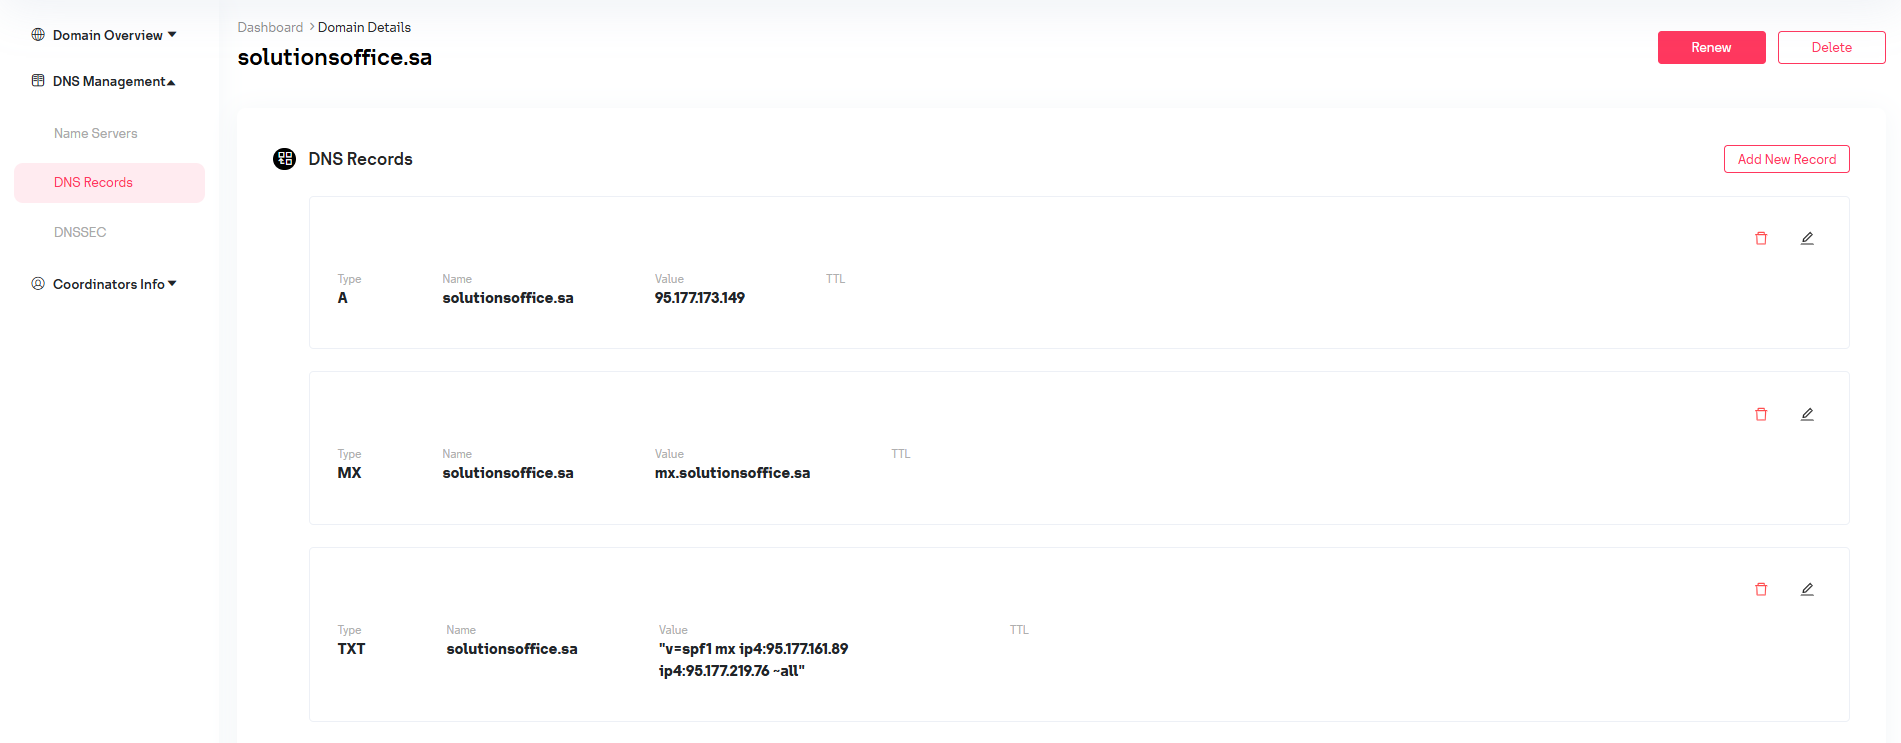 Domain Overview
DNS Management
Name Servers
DNS Records
DNSSEC
Coordinators Info
Dashboard > Domain Details
solutionsoffice.sa
Renew
Delete
DNS Records
Add New Record
Type Name Value TTL
A solutionsoffice.sa 95.177.173.149
Type Name Value TTL
MX solutionsoffice.sa mx.solutionsoffice.sa
Type Name Value TTL
TXT solutionsoffice.sa "v=spf1 mx ip4:95.177.161.89
ip4:95.177.219.76 ~all"